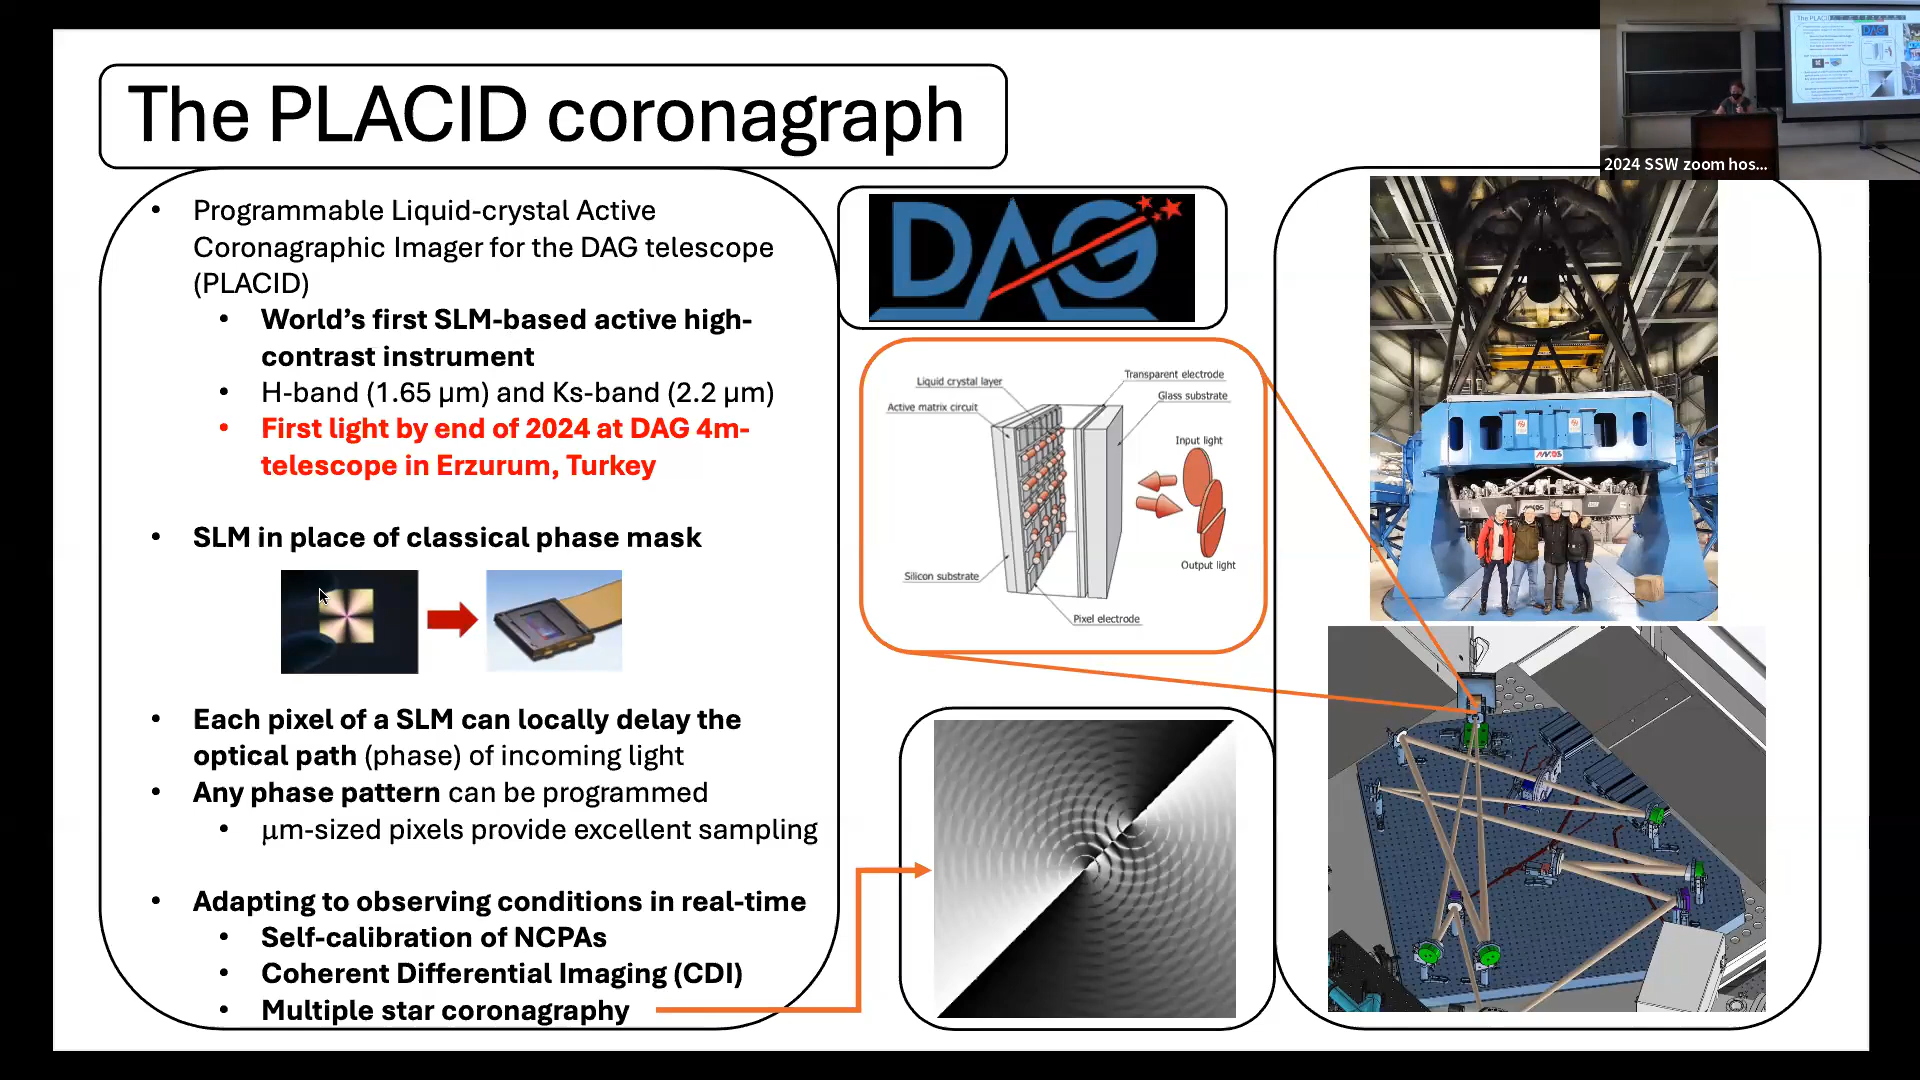 The PLACID coronagraph
2024 SSW zoom hos...
• Programmable Liquid-crystal Active
Coronagraphic Imager for the DAG telescope
(PLACID)
• World’s first SLM-based active high-
contrast instrument
• H-band (1.65 µm) and Ks-band (2.2 µm)
• First light by end of 2024 at DAG 4m-
telescope in Erzurum, Turkey
• SLM in place of classical phase mask
• Each pixel of a SLM can locally delay the
optical path (phase) of incoming light
• Any phase pattern can be programmed
• µm-sized pixels provide excellent sampling
• Adapting to observing conditions in real-time
• Self-calibration of NCPAs
• Coherent Differential Imaging (CDI)
• Multiple star coronagraphy
DAG
Liquid crystal layer
Active matrix circuit
Transparent electrode
Glass substrate
Input light
Output light
Silicon substrate
Pixel electrode